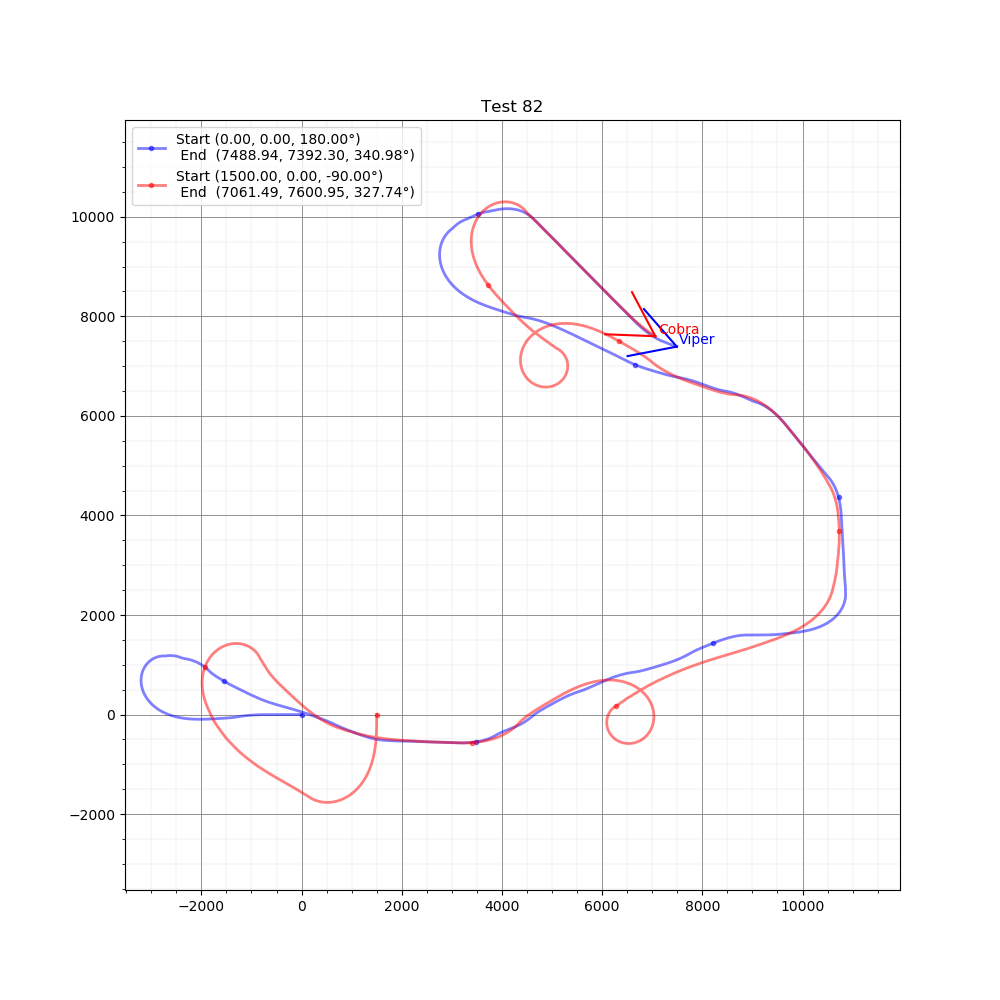 Test 82
Start (0.00, 0.00, 180.00°)
End (7488.94, 7392.30, 340.98°)
Start (1500.00, 0.00, -90.00°)
End (7061.49, 7600.95, 327.74°)
10000
8000
6000
4000
2000
0
−2000
Cobra
Viper
−2000 0 2000 4000 6000 8000 10000